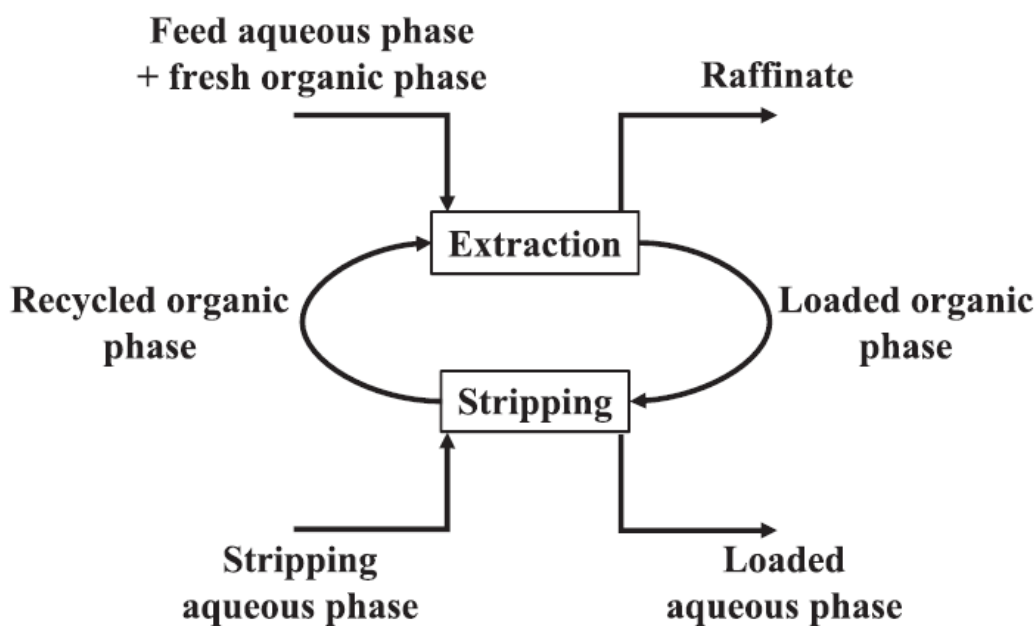 Feed aqueous phase
+ fresh organic phase
Raffinate
Extraction
Recycled organic
phase
Loaded organic
phase
Stripping
Stripping
aqueous phase
Loaded
aqueous phase